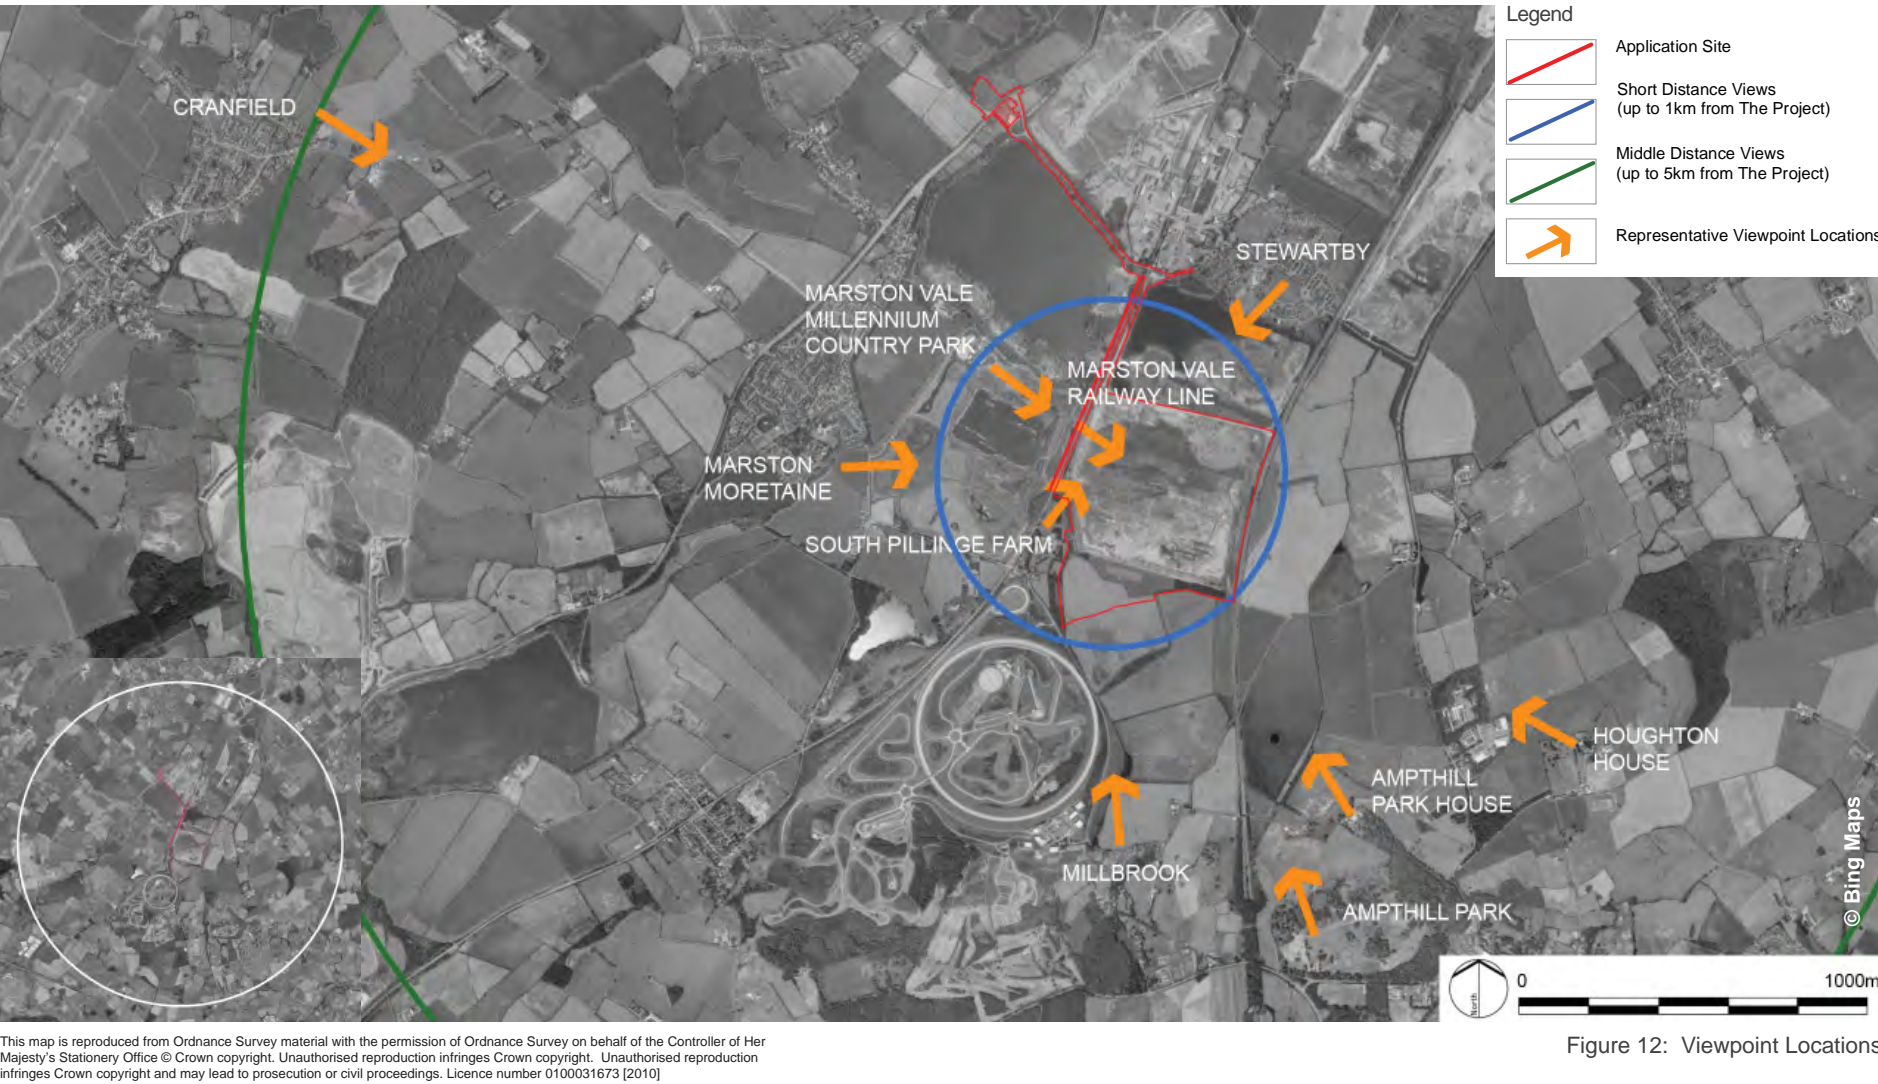 Legend
Application Site
Short Distance Views
(up to 1km from The Project)
Middle Distance Views
(up to 5km from The Project)
Representative Viewpoint Locations
CRANFIELD
STEWARTBY
MARSTON VALE
MILLENNIUM
COUNTRY PARK
MARSTON VALE
RAILWAY LINE
MARSTON
MORETAINE
SOUTH PILLINGE FARM
HOUGHTON
HOUSE
AMPTHILL
PARK HOUSE
MILLBROOK
AMPTHILL PARK
© Bing Maps
North
0
1000m
This map is reproduced from Ordnance Survey material with the permission of Ordnance Survey on behalf of the Controller of Her
Majesty's Stationery Office © Crown copyright. Unauthorised reproduction infringes Crown copyright. Unauthorised reproduction
infringes Crown copyright and may lead to prosecution or civil proceedings. Licence number 0100031673 [2010]
Figure 12: Viewpoint Locations